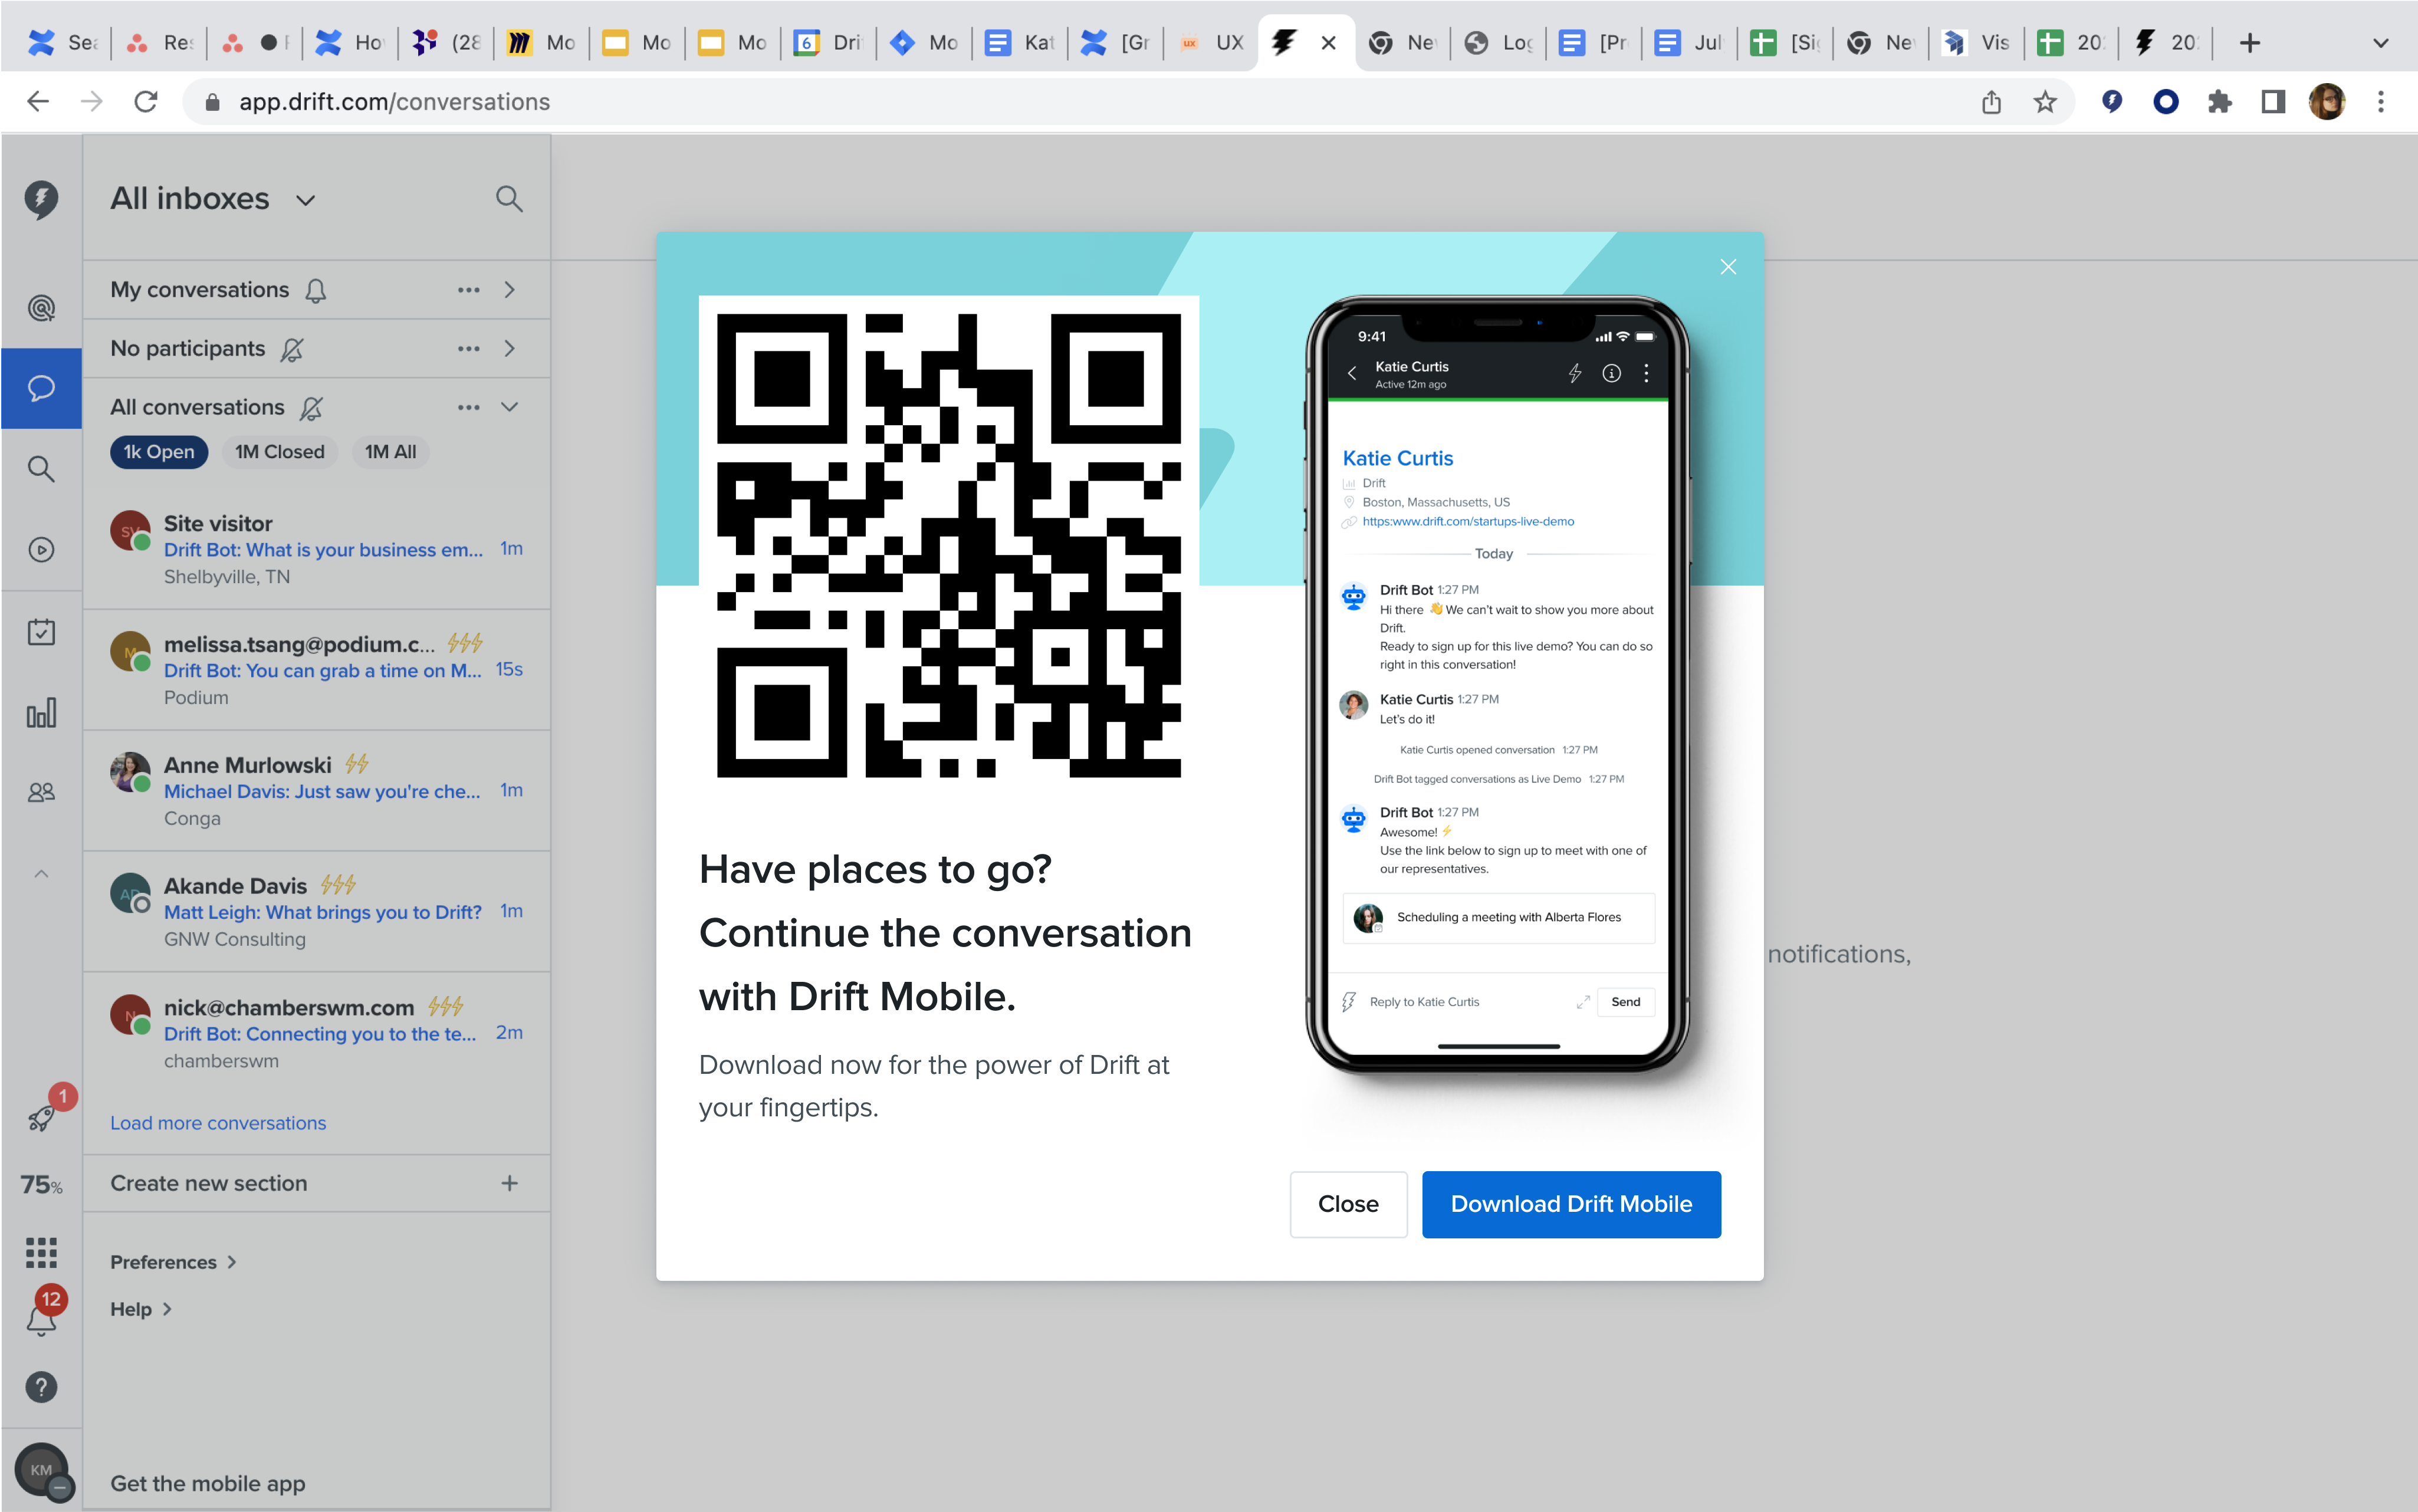 Sea
Res
Ho
(28
Mo
Mo
Mo
6
Dri
Mo
Kat
[Gr
UX
UX
Ne
Log
[Pr
Jul
[Si
Ne
Vis
20
20
app.drift.com/conversations
All inboxes
My conversations
No participants
All conversations
1k Open
1M Closed
1M All
SV
Site visitor
Drift Bot: What is your business em...
1m
Shelbyville, TN
M
melissa.tsang@podium.c...
Drift Bot: You can grab a time on M...
15s
Podium
Anne Murlowski
Michael Davis: Just saw you're che...
1m
Conga
Akande Davis
Matt Leigh: What brings you to Drift?
1m
GNW Consulting
N
nick@chamberswm.com
Drift Bot: Connecting you to the te...
2m
chamberswm
Load more conversations
Create new section
Preferences
Help
Get the mobile app
1
75%
12
KM
Have places to go?
Continue the conversation
with Drift Mobile.
Download now for the power of Drift at
your fingertips.
9:41
Katie Curtis
Active 12m ago
Katie Curtis
Drift
Boston, Massachusetts, US
https:www.drift.com/startups-live-demo
Today
Drift Bot 1:27 PM
Hi there 👋 We can't wait to show you more about
Drift.
Ready to sign up for this live demo? You can do so
right in this conversation!
Katie Curtis 1:27 PM
Let's do it!
Katie Curtis opened conversation 1:27 PM
Drift Bot tagged conversations as Live Demo 1:27 PM
Drift Bot 1:27 PM
Awesome! ⚡
Use the link below to sign up to meet with one of
our representatives.
Scheduling a meeting with Alberta Flores
Reply to Katie Curtis
Send
Close
Download Drift Mobile
notifications,